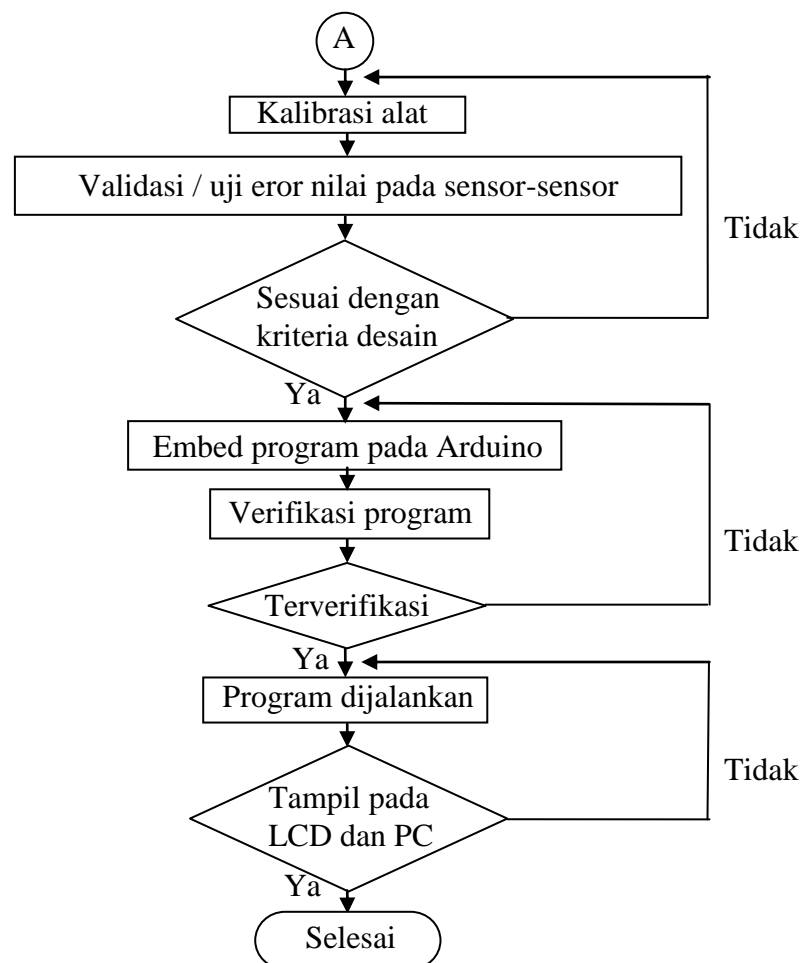 A
Kalibrasi alat
Validasi / uji eror nilai pada sensor-sensor
Tidak
Sesuai dengan
kriteria desain
Ya
Embed program pada Arduino
Verifikasi program
Tidak
Terverifikasi
Ya
Program dijalankan
Tidak
Tampil pada
LCD dan PC
Ya
Selesai